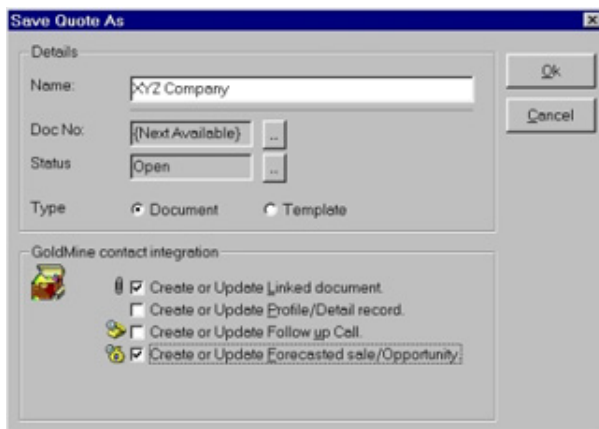 Save Quote As
Details
Name: XYZ Company
Ok
Doc No: {Next Available} ..
Cancel
Status Open ..
Type Document Template
GoldMine contact integration
Create or Update Linked document.
Create or Update Profile/Detail record.
Create or Update Follow up Call.
Create or Update Forecasted sale/Opportunity.